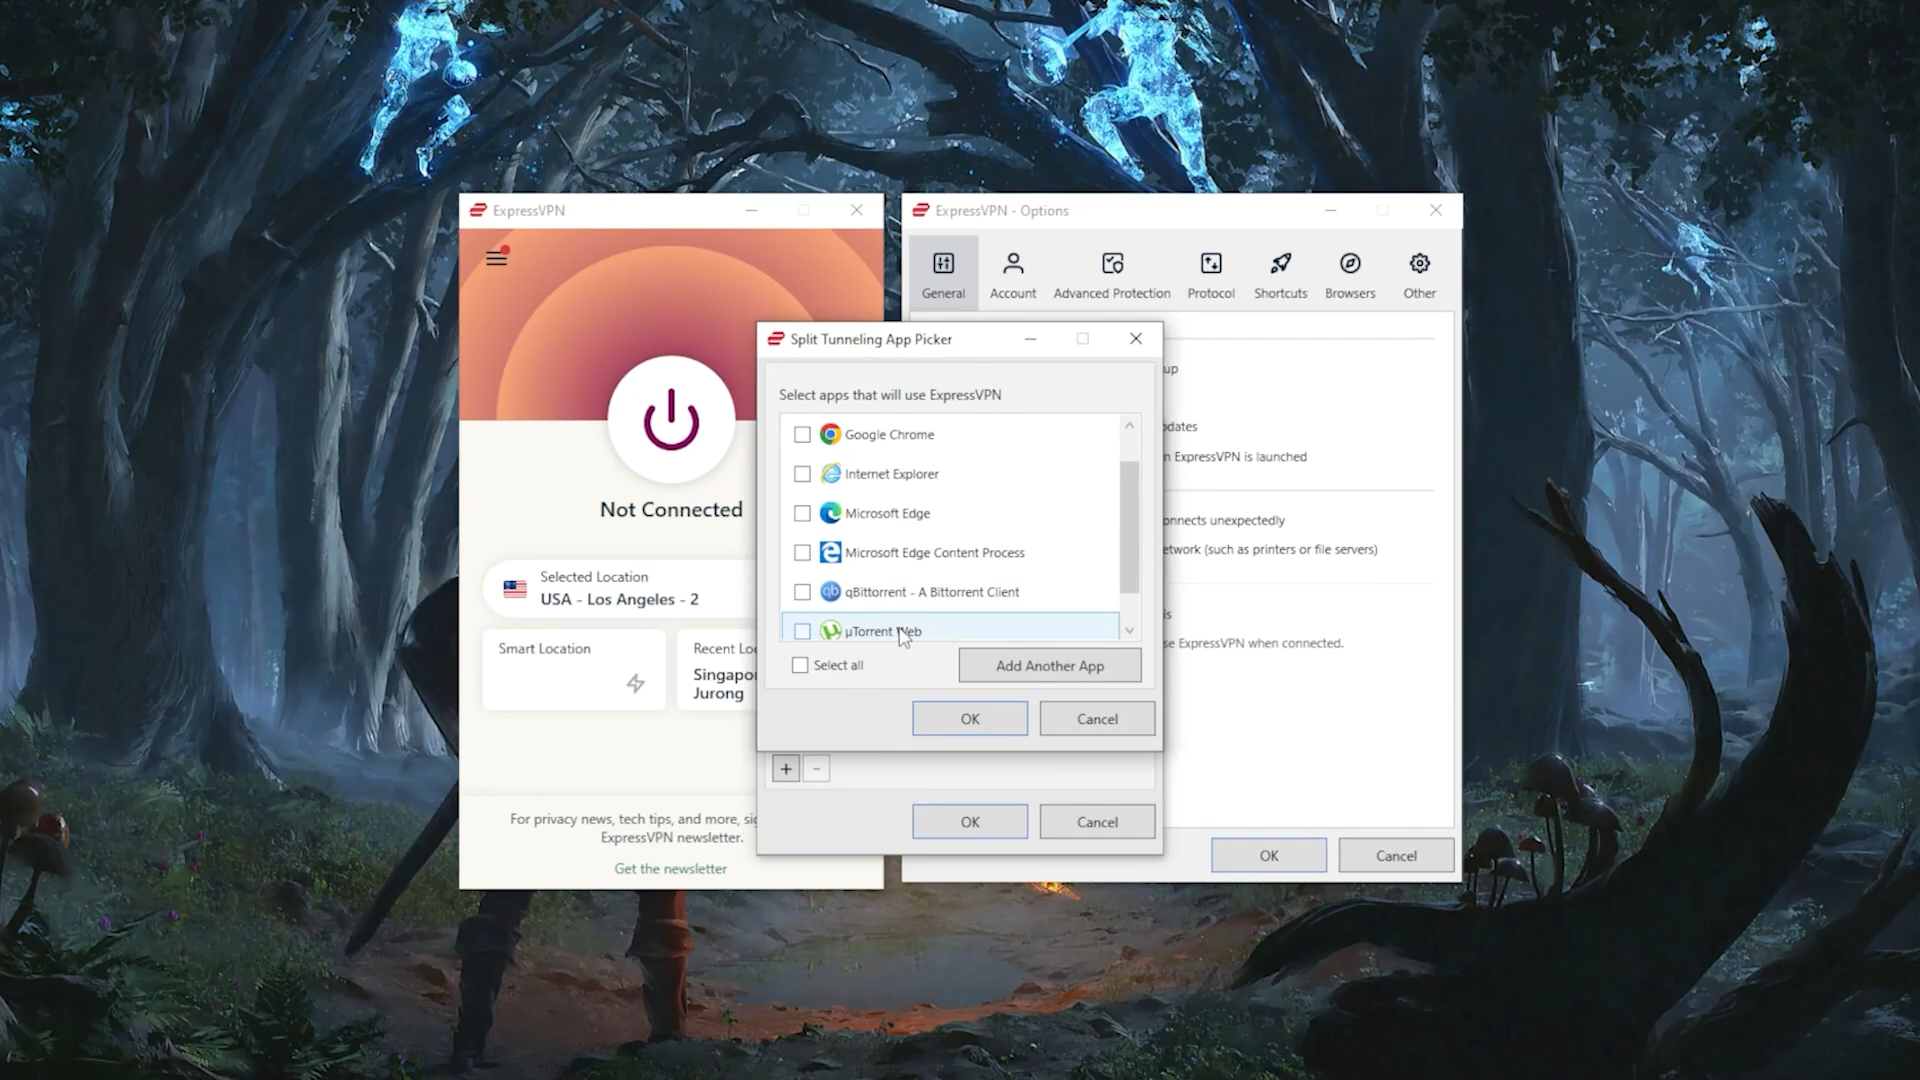 ExpressVPN
Not Connected
Selected Location
USA - Los Angeles - 2
Smart Location
Recent Lo
Singapo
Jurong
For privacy news, tech tips, and more, si
ExpressVPN newsletter.
Get the newsletter
ExpressVPN - Options
General
Account
Advanced Protection
Protocol
Shortcuts
Browsers
Other
up
dates
n ExpressVPN is launched
onnects unexpectedly
etwork (such as printers or file servers)
is
se ExpressVPN when connected.
OK
Cancel
Split Tunneling App Picker
Select apps that will use ExpressVPN
Google Chrome
Internet Explorer
Microsoft Edge
Microsoft Edge Content Process
qb
qBittorrent - A Bittorrent Client
µTorrent Web
Select all
Add Another App
OK
Cancel
+
-
OK
Cancel